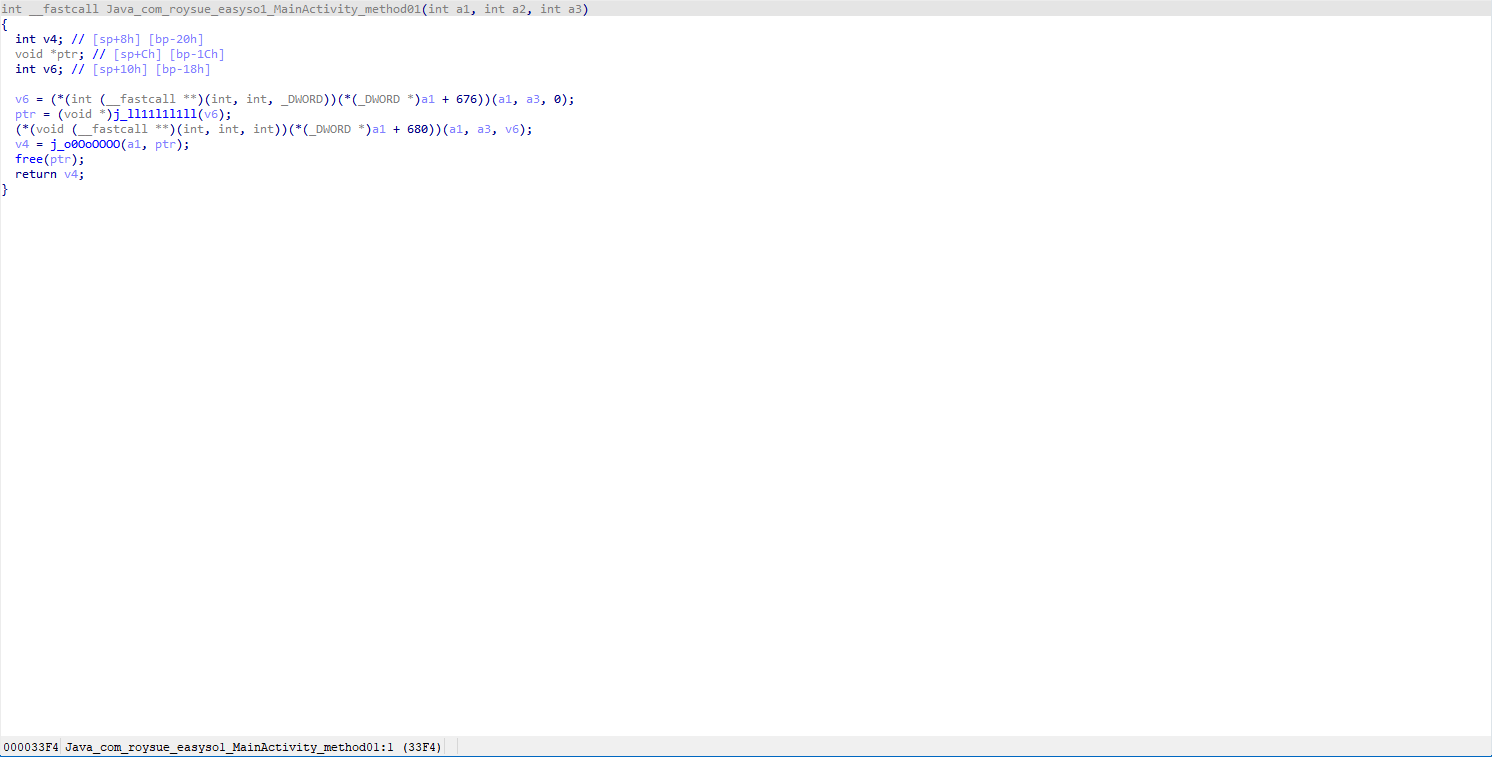 int __fastcall Java_com_roysue_easyso1_MainActivity_method01(int a1, int a2, int a3)
{
int v4; // [sp+8h] [bp-20h]
void *ptr; // [sp+Ch] [bp-1Ch]
int v6; // [sp+10h] [bp-18h]
v6 = (*(int (__fastcall **)(int, int, _DWORD))(*(_DWORD *)a1 + 676))(a1, a3, 0);
ptr = (void *)j_ll11l1l1ll(v6);
(*(void (__fastcall **)(int, int, int))(*(_DWORD *)a1 + 680))(a1, a3, v6);
v4 = j_o0OoOOOO(a1, ptr);
free(ptr);
return v4;
}
000033F4 Java_com_roysue_easyso1_MainActivity_method01:1 (33F4)